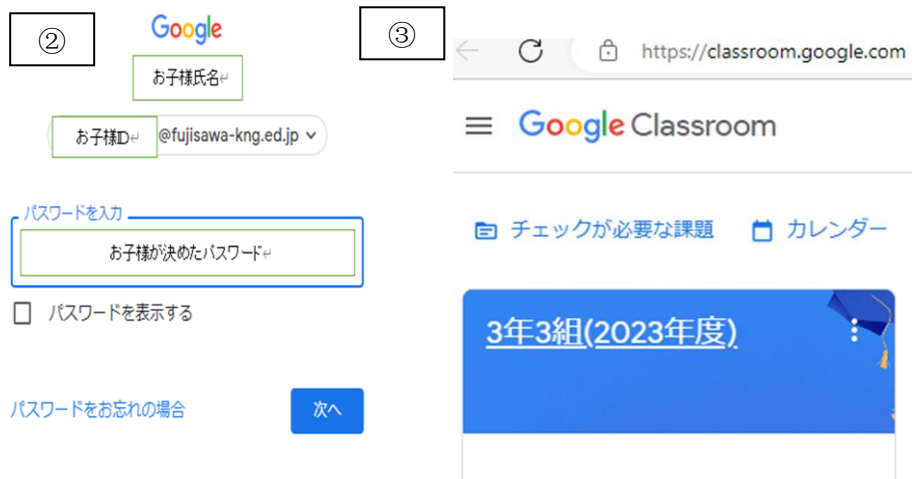 ②
Google
お子様氏名
お子様ID @fujisawa-kng.ed.jp
パスワードを入力
お子様が決めたパスワード
パスワードを表示する
パスワードをお忘れの場合 次へ
③
https://classroom.google.com
Google Classroom
チェックが必要な課題 カレンダー
3年3組(2023年度)